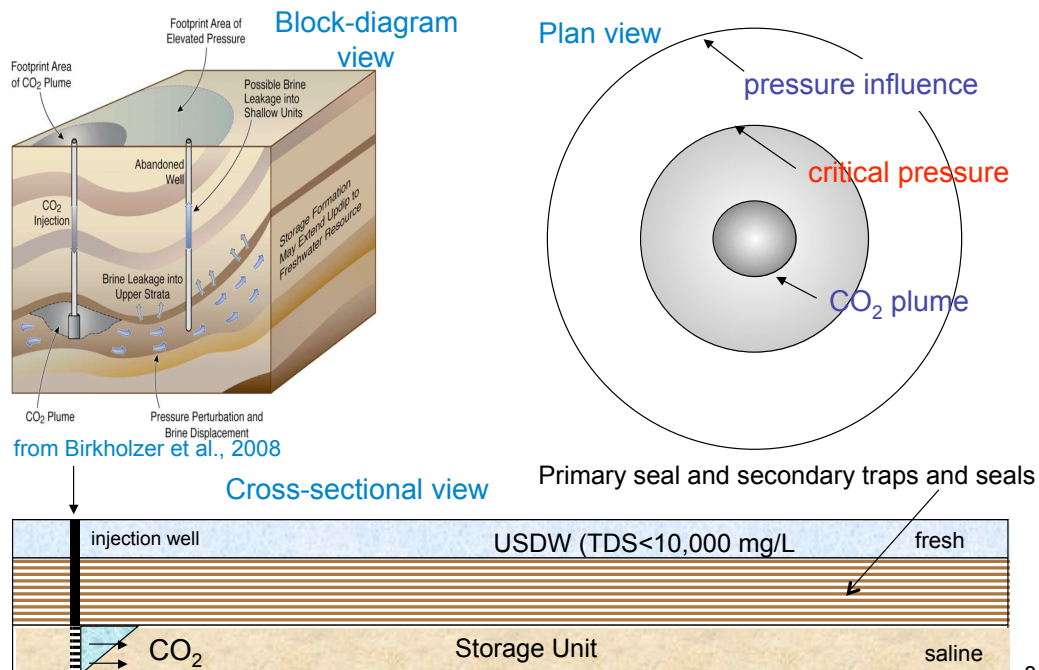 Block-diagram
view
Footprint Area of
Elevated Pressure
Footprint Area
of CO2 Plume
Possible Brine
Leakage into
Shallow Units
Abandoned
Well
CO2
Injection
Storage Formation
May Extend Updip to
Freshwater Resource
Brine Leakage into
Upper Strata
CO2 Plume
Pressure Perturbation and
Brine Displacement
from Birkholzer et al., 2008
Plan view
pressure influence
critical pressure
CO2 plume
Primary seal and secondary traps and seals
Cross-sectional view
injection well
USDW (TDS<10,000 mg/L
fresh
CO2
Storage Unit
saline